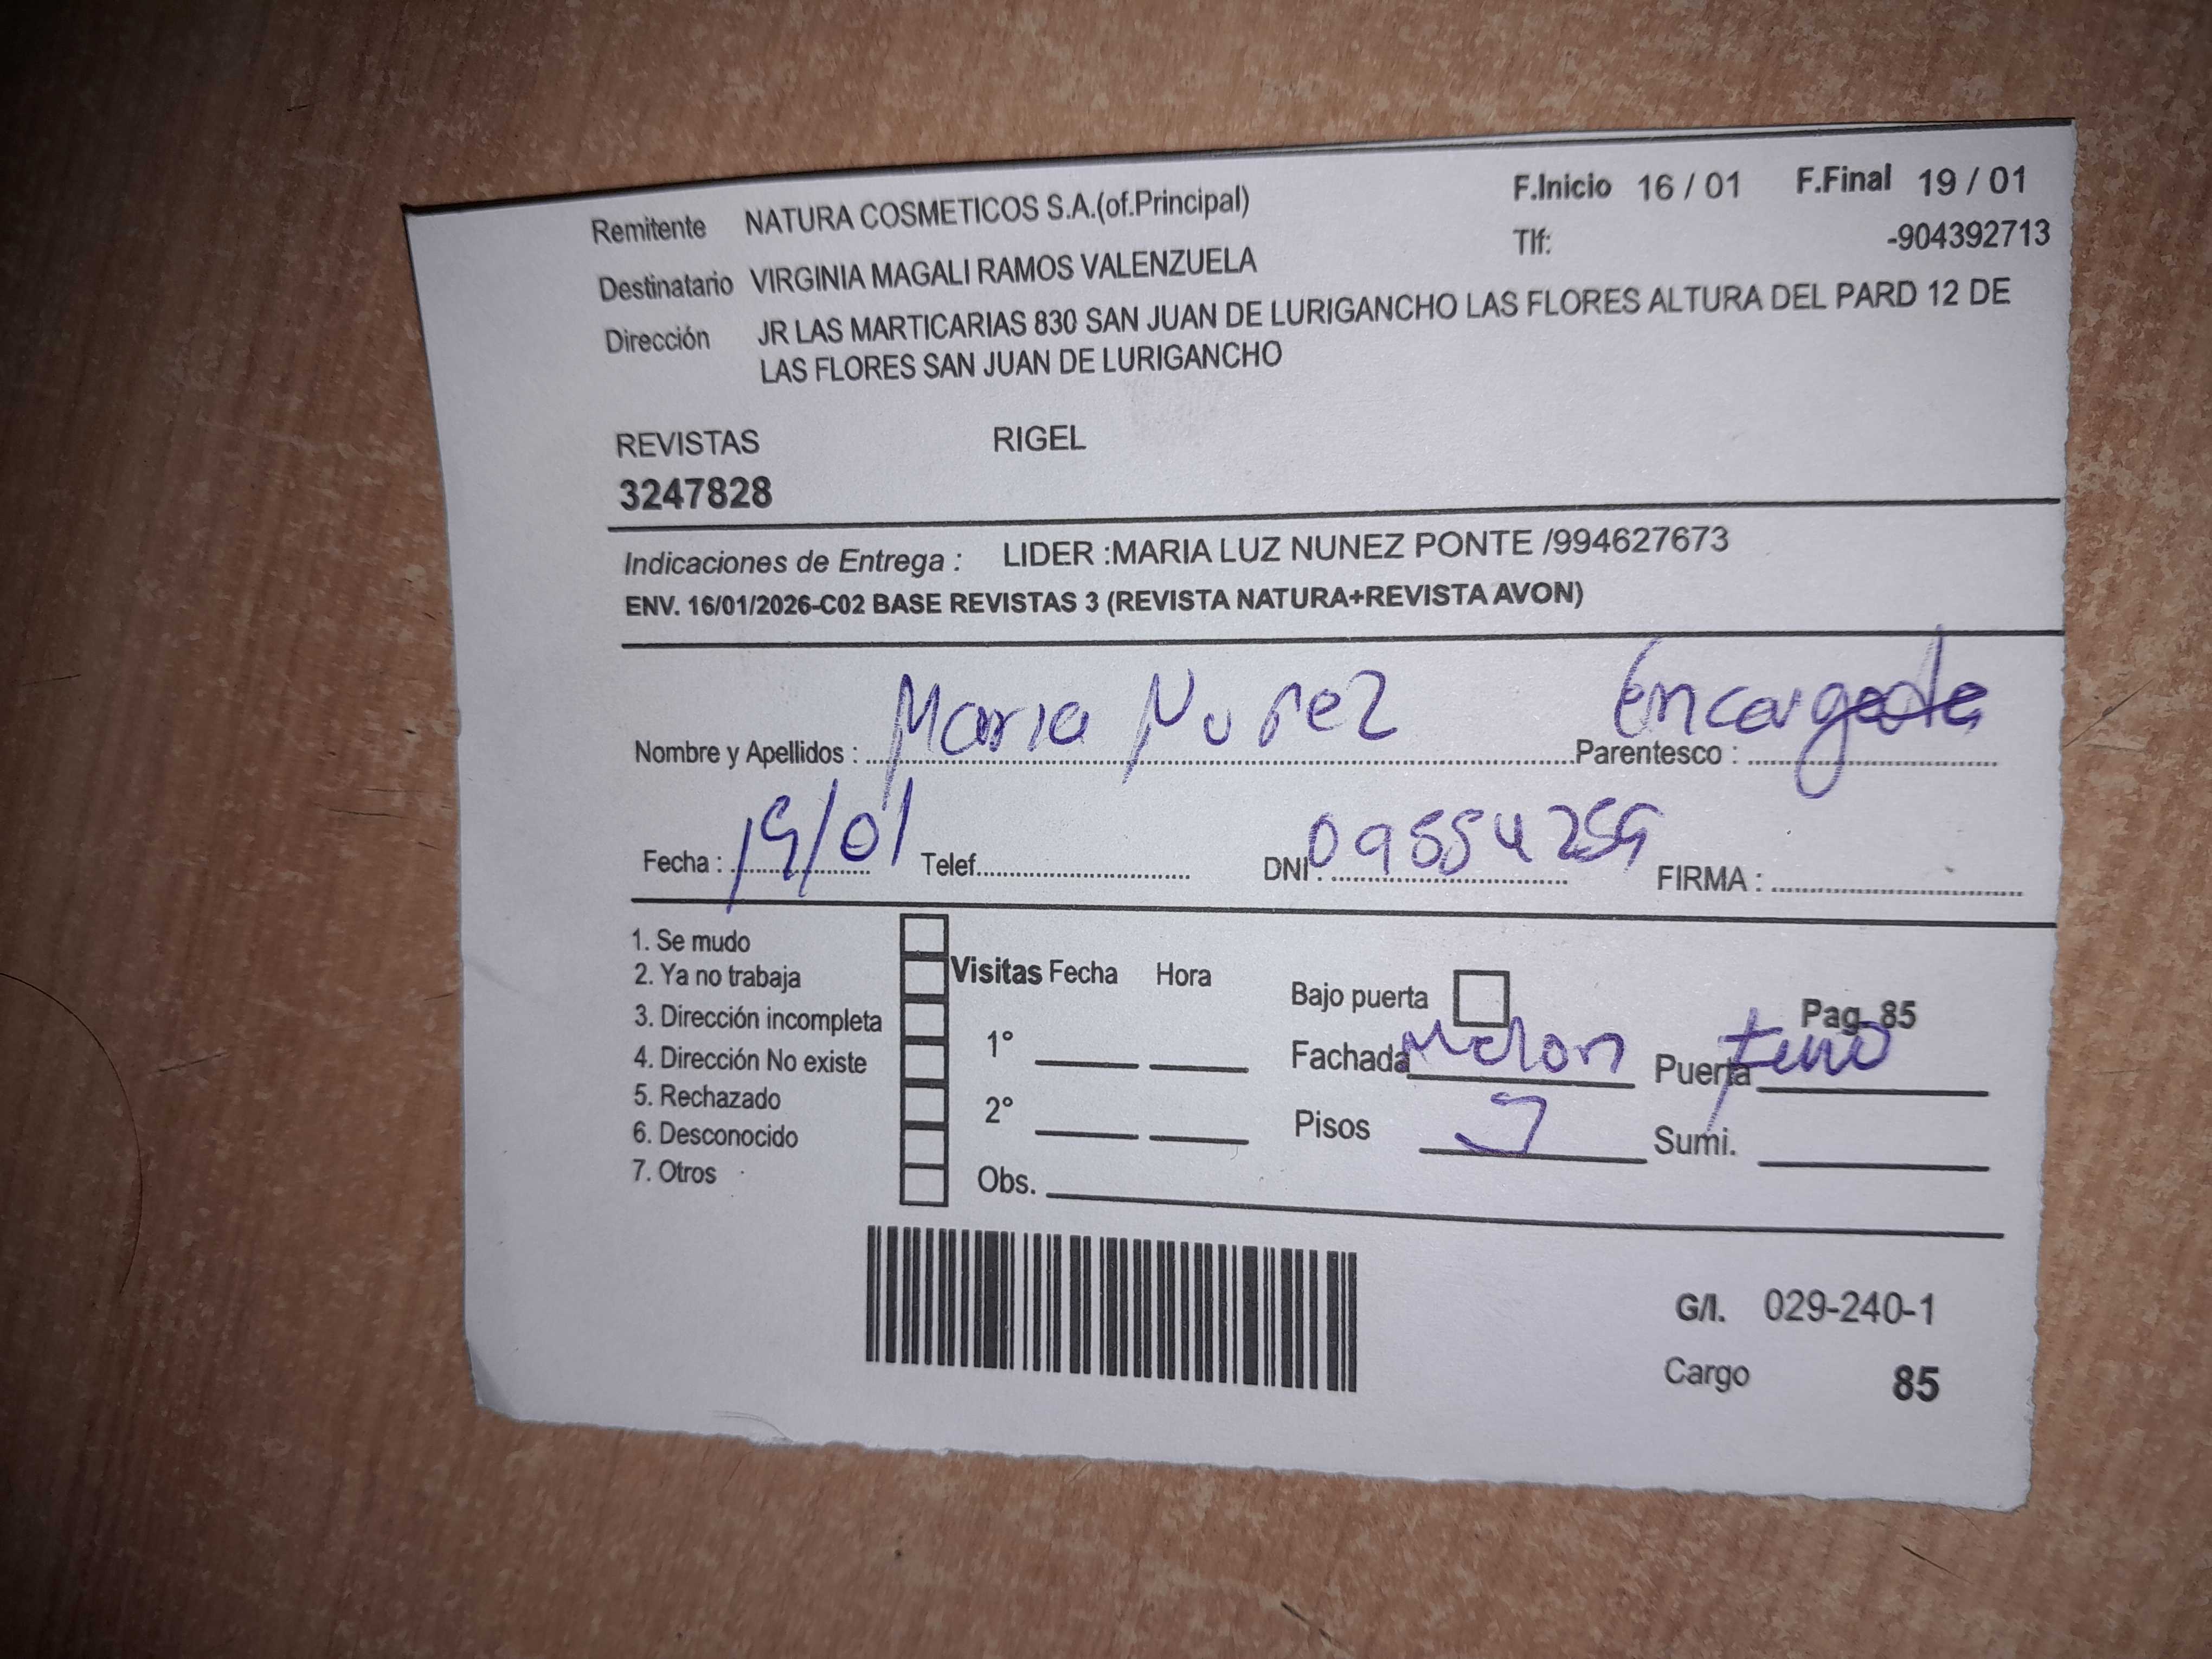 Remitente NATURA COSMETICOS S.A.(of.Principal) F.Inicio 16 / 01 F.Final 19 / 01
Tlf: -904392713
Destinatario VIRGINIA MAGALI RAMOS VALENZUELA
Dirección JR LAS MARTICARIAS 830 SAN JUAN DE LURIGANCHO LAS FLORES ALTURA DEL PARD 12 DE
LAS FLORES SAN JUAN DE LURIGANCHO
REVISTAS RIGEL
3247828
Indicaciones de Entrega : LIDER :MARIA LUZ NUNEZ PONTE /994627673
ENV. 16/01/2026-C02 BASE REVISTAS 3 (REVISTA NATURA+REVISTA AVON)
Nombre y Apellidos : Maria Nuñez Parentesco : Encargada
Fecha : 19/01 Telef. DNI : FIRMA :
1. Se mudo
2. Ya no trabaja Visitas Fecha Hora Bajo puerta Pag. 85
3. Dirección incompleta
4. Dirección No existe 1° Fachada Melon Puerta
5. Rechazado
6. Desconocido 2° Pisos Sumi.
7. Otros Obs.
G/I. 029-240-1
Cargo 85